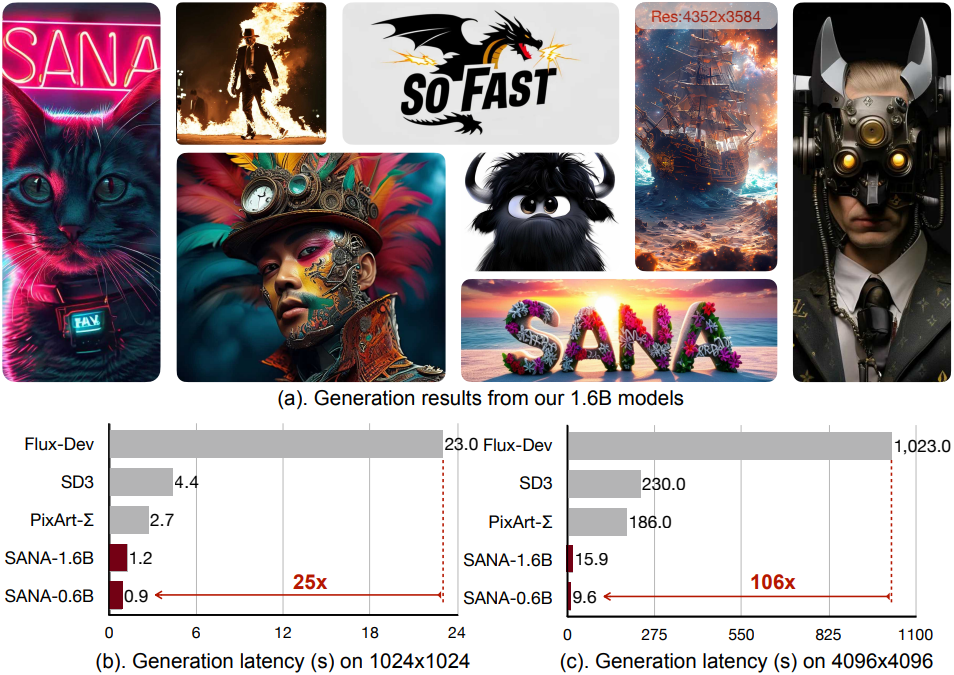 SANA
FAV
SO FAST
Res:4352x3584
SANA
(a). Generation results from our 1.6B models
Flux-Dev
23.0
SD3
4.4
PixArt-Σ
2.7
SANA-1.6B
1.2
SANA-0.6B
0.9
25x
0 6 12 18 24
(b). Generation latency (s) on 1024x1024
Flux-Dev
1,023.0
SD3
230.0
PixArt-Σ
186.0
SANA-1.6B
15.9
SANA-0.6B
9.6
106x
0 275 550 825 1100
(c). Generation latency (s) on 4096x4096